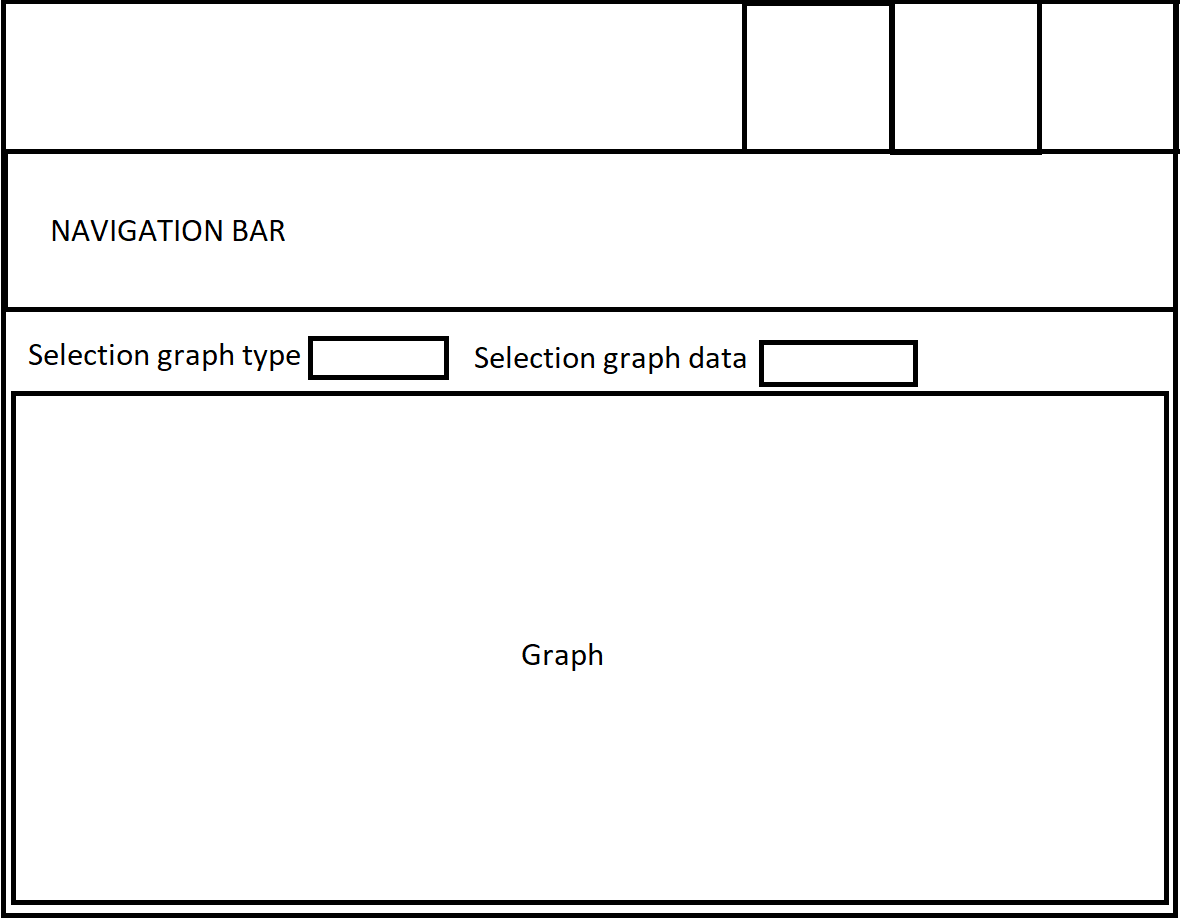 NAVIGATION BAR
Selection graph type
Selection graph data
Graph